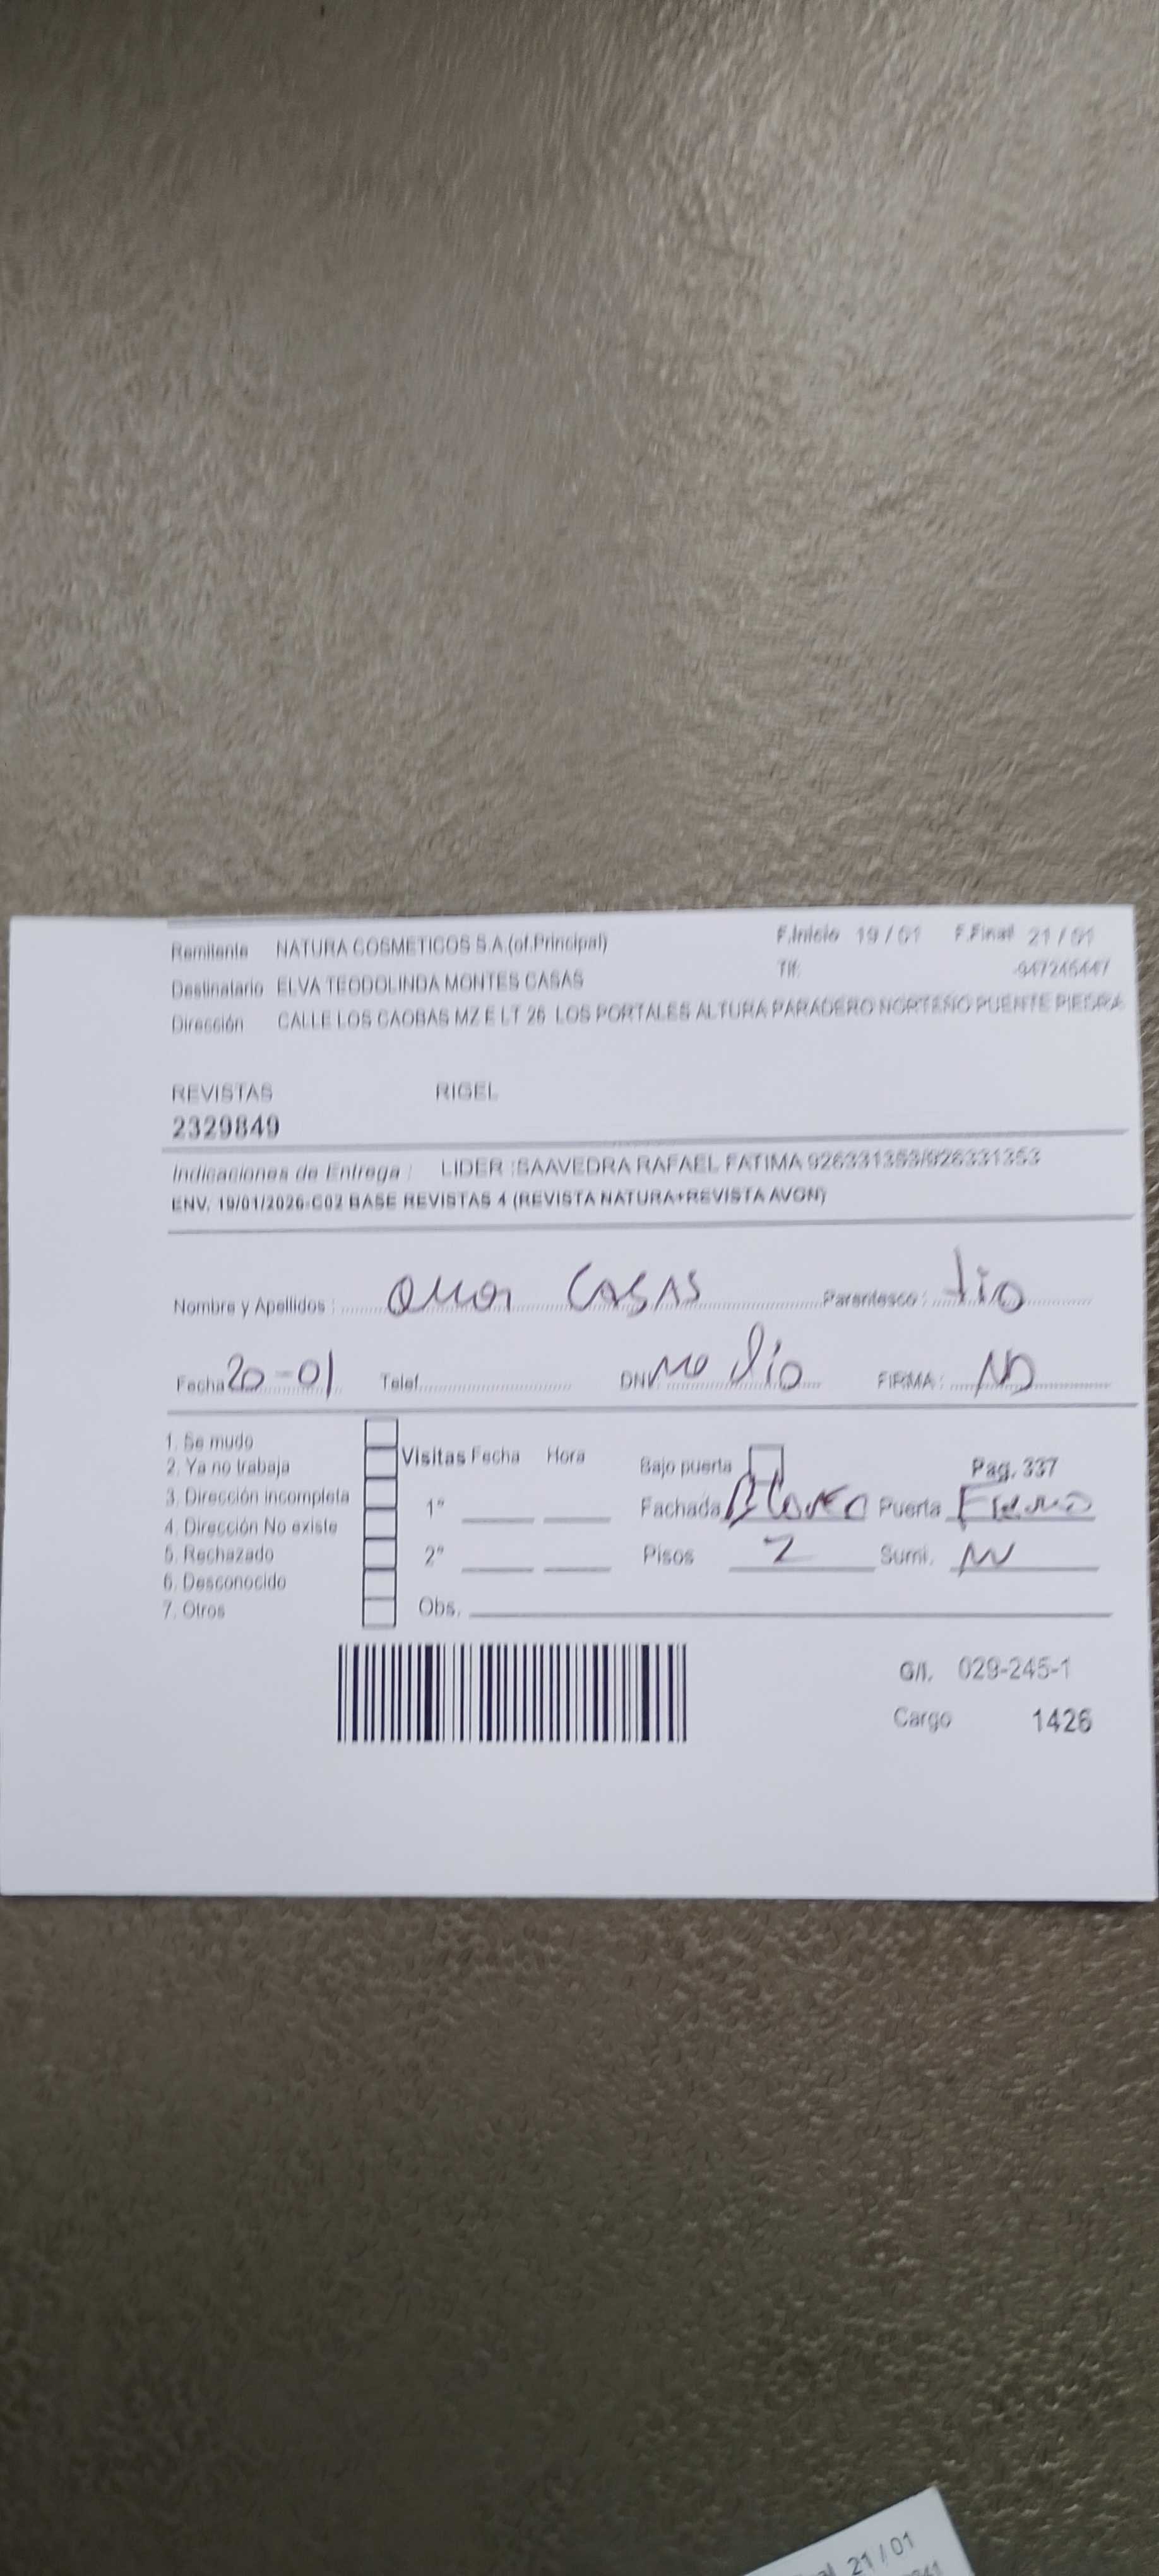 Remitente NATURA COSMETICOS S.A.(of.Principal) F.Inicio 19 / 01 F.Final 21 / 01
Destinatario ELVA TEODOLINDA MONTES CASAS Tlf:
Dirección CALLE LOS CAOBAS MZ E LT 26 LOS PORTALES ALTURA PARADERO NORTEÑO PUENTE PIEDRA
REVISTAS RIGEL
2329849
Indicaciones de Entrega : LIDER :SAAVEDRA RAFAEL FATIMA 926331353/926331353
ENV. 19/01/2026-C02 BASE REVISTAS 4 (REVISTA NATURA+REVISTA AVON)
Nombre y Apellidos : CASAS Parentesco : tio
Fecha 20-01 Telef. DNI no dio FIRMA : ND
1. Se mudo
2. Ya no trabaja Visitas Fecha Hora Bajo puerta Pag. 337
3. Dirección incompleta 1° Fachada Blanco Puerta Fierro
4. Dirección No existe
5. Rechazado 2° Pisos 2 Sumi.
6. Desconocido
7. Otros Obs.
G/I. 029-245-1
Cargo 1426
21 / 01